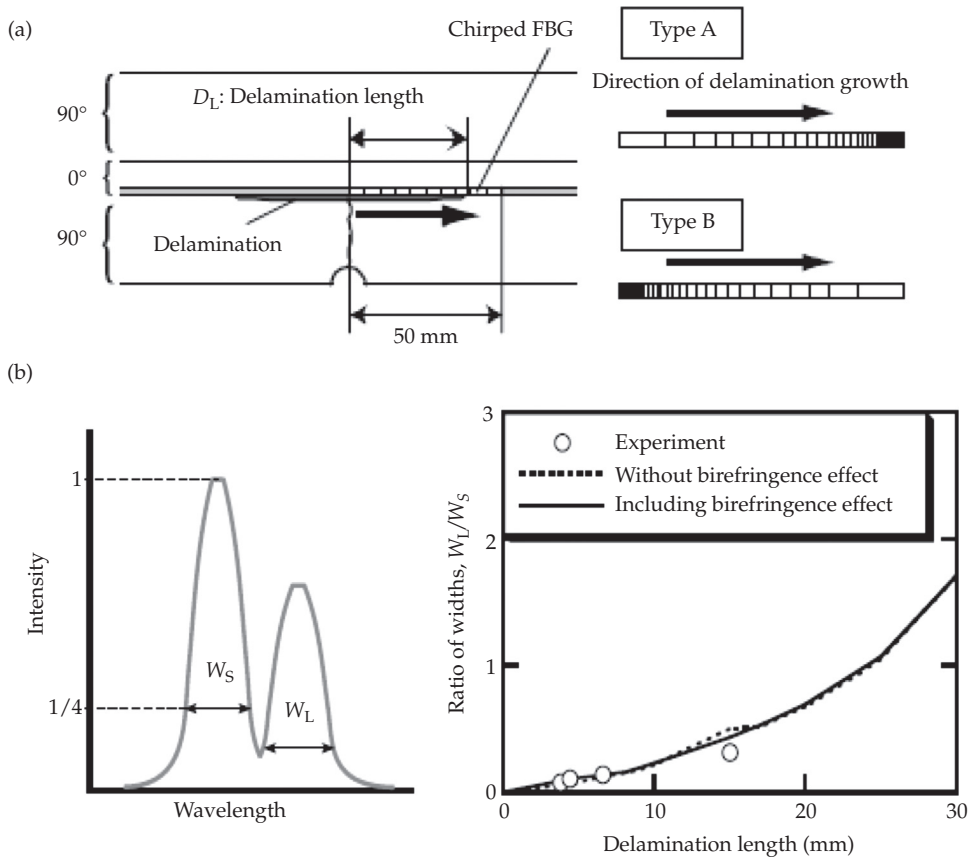 (a)
Chirped FBG
Type A
D_L: Delamination length
Direction of delamination growth
90°
0°
90°
Delamination
Type B
50 mm
(b)
Intensity
1
1/4
W_S
W_L
Wavelength
Ratio of widths, W_L/W_S
3
2
1
0
Experiment
Without birefringence effect
Including birefringence effect
0
10
20
30
Delamination length (mm)